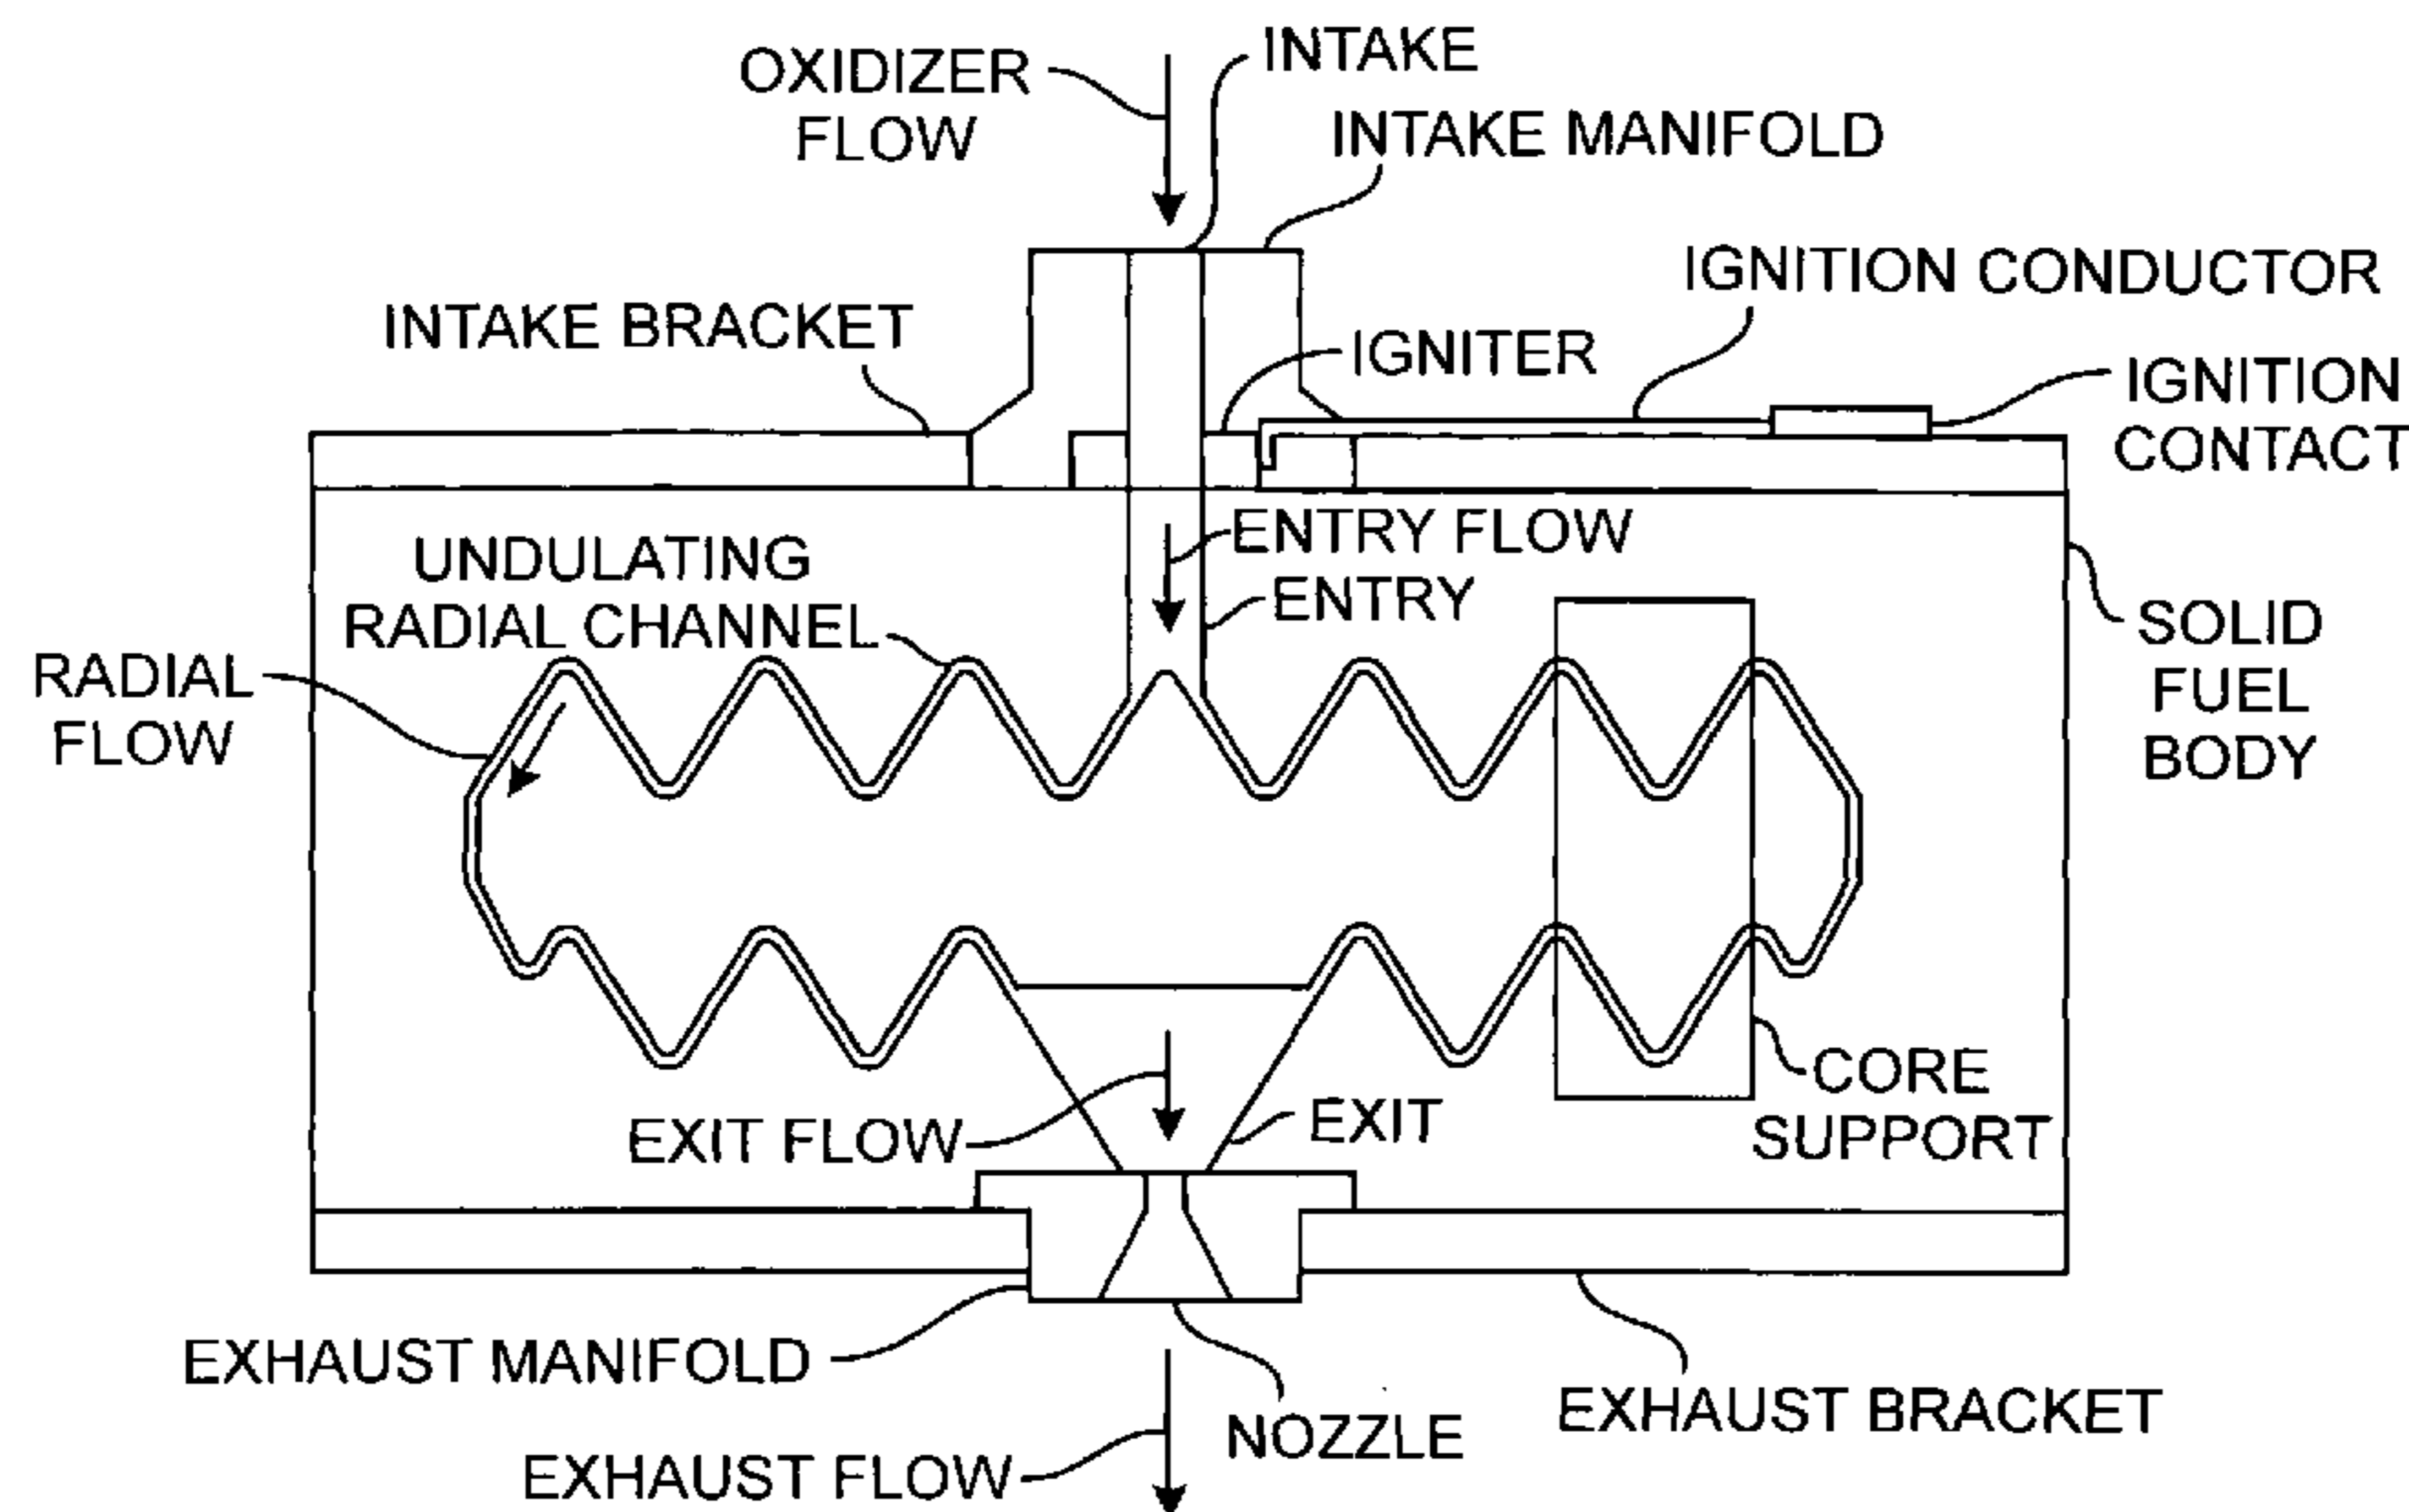 OXIDIZER
FLOW
INTAKE
INTAKE MANIFOLD
IGNITION CONDUCTOR
INTAKE BRACKET
IGNITER
IGNITION
CONTACT
ENTRY FLOW
UNDULATING
RADIAL CHANNEL
ENTRY
SOLID
FUEL
BODY
RADIAL
FLOW
CORE
SUPPORT
EXIT FLOW
EXIT
EXHAUST MANIFOLD
NOZZLE
EXHAUST BRACKET
EXHAUST FLOW